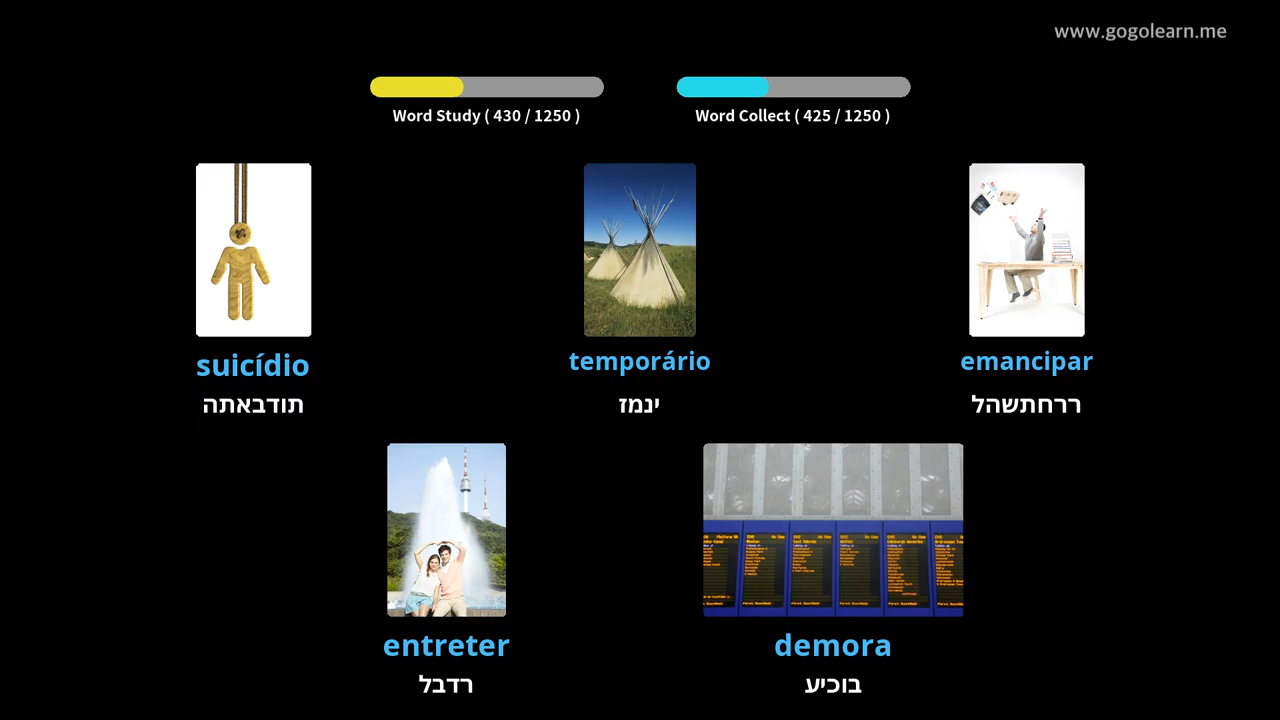 www.gogolearn.me
Word Study ( 430 / 1250 )
Word Collect ( 425 / 1250 )
suicídio
temporário
emancipar
תודבאתה
ינמז
ררחתשהל
entreter
demora
רדבל
בוכיע